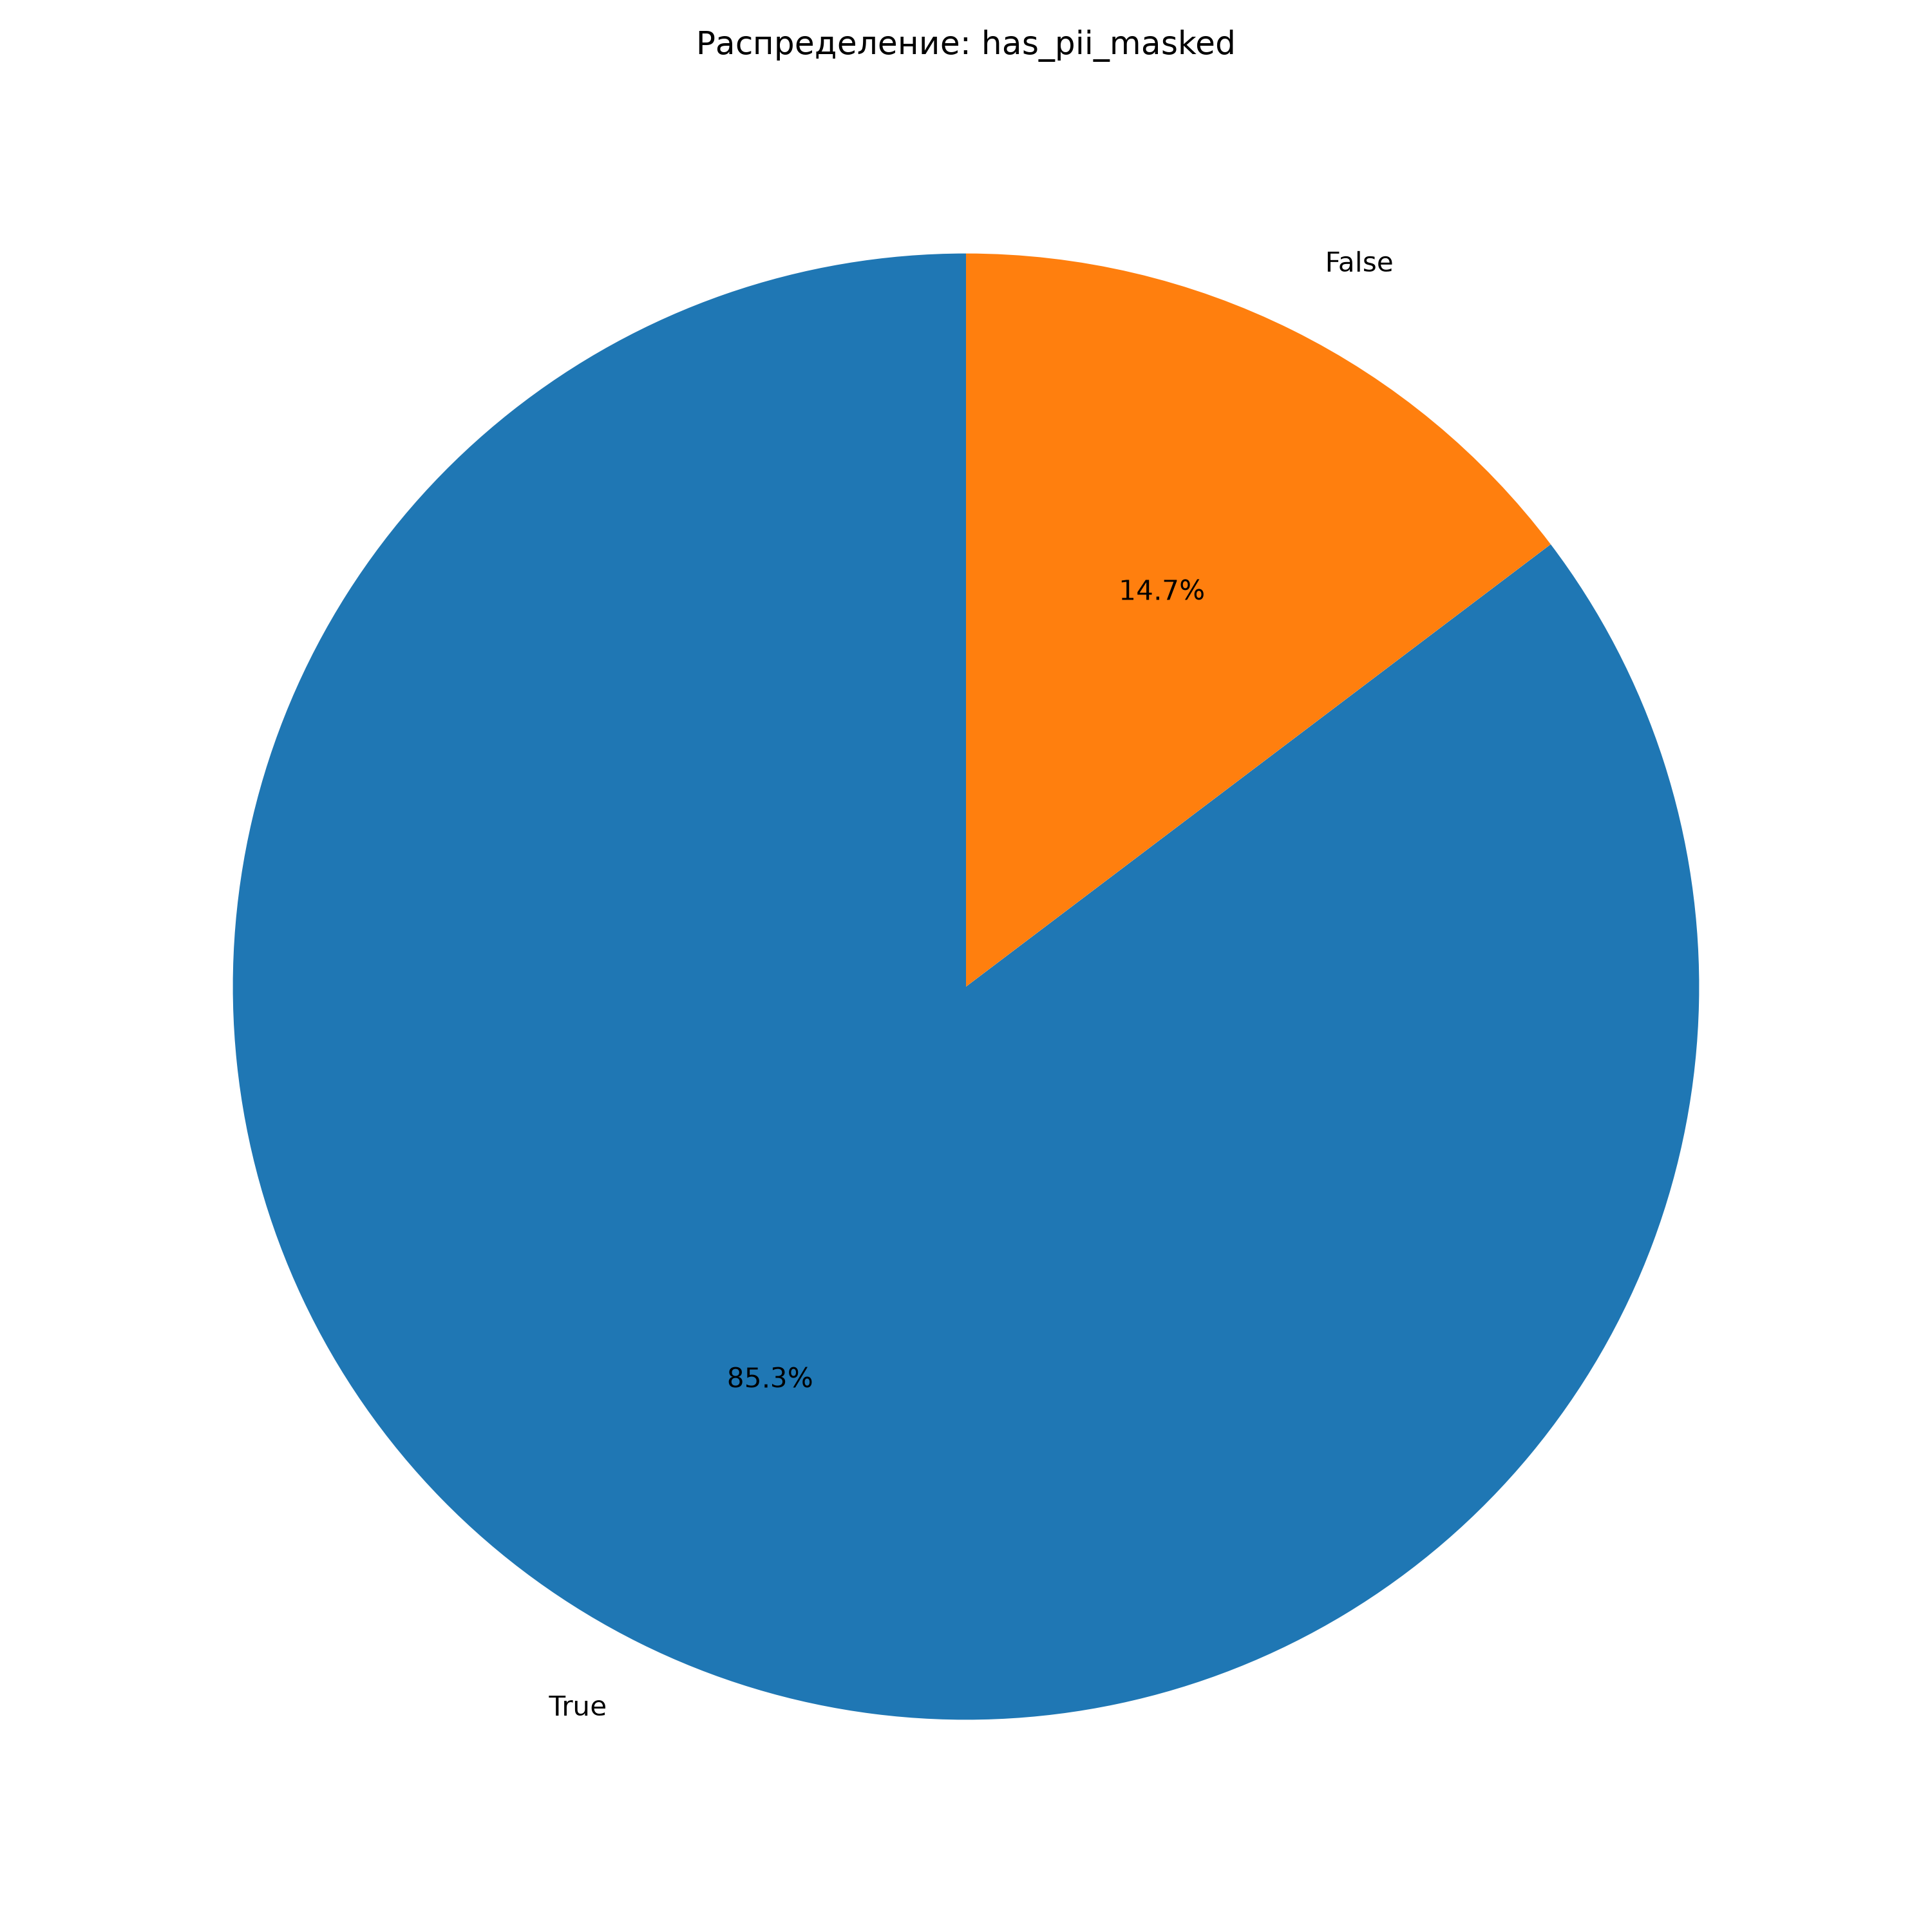 Распределение: has_pii_masked
False
14.7%
85.3%
True